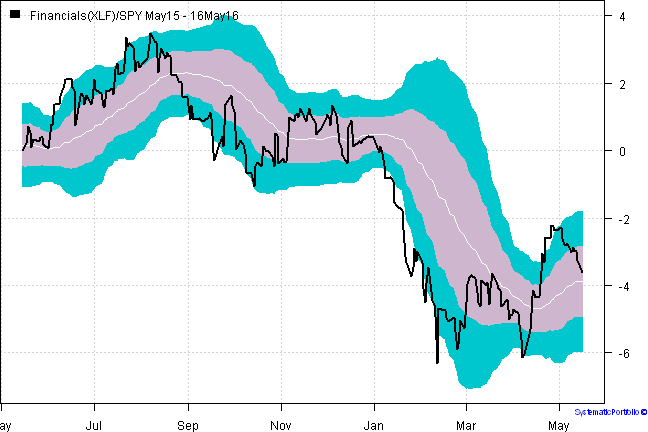 Financials(XLF)/SPY May15 - 16May16
4
2
0
-2
-4
-6
ay Jul Sep Nov Jan Mar May
SystematicPortfolio ©